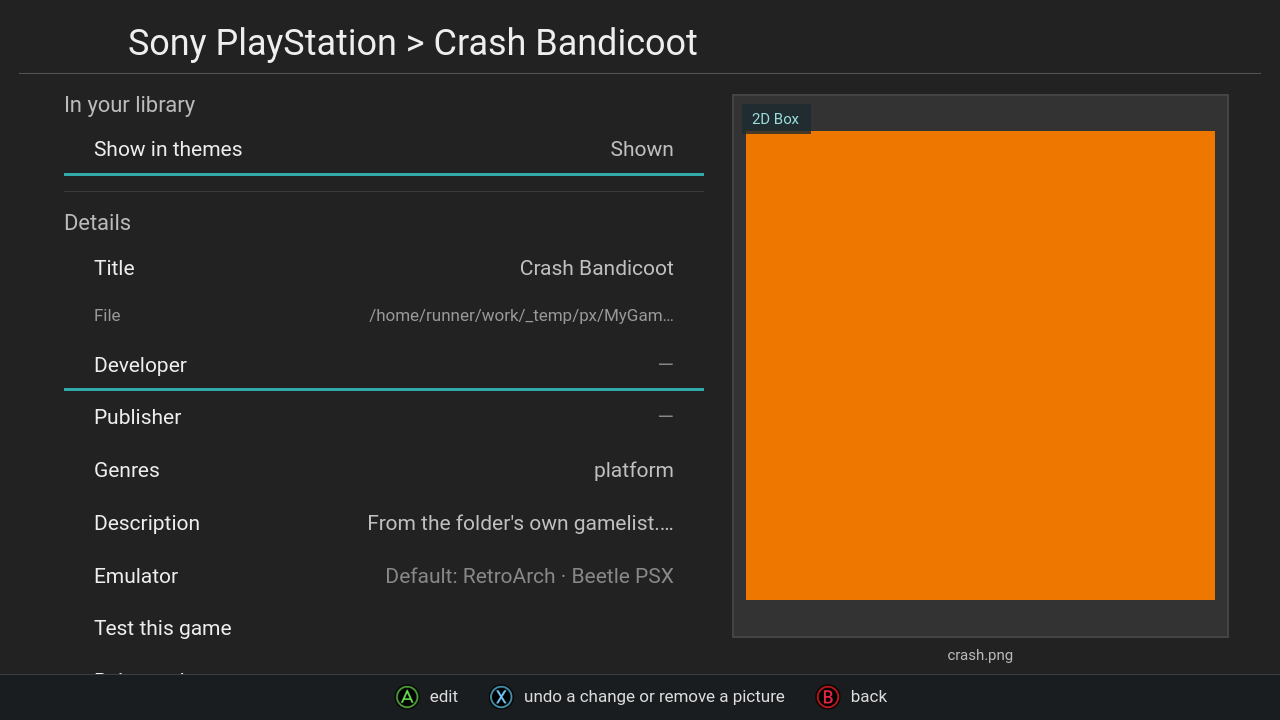 Sony PlayStation > Crash Bandicoot
In your library
Show in themes Shown
Details
Title Crash Bandicoot
File /home/runner/work/_temp/px/MyGam…
Developer —
Publisher —
Genres platform
Description From the folder's own gamelist.…
Emulator Default: RetroArch · Beetle PSX
Test this game
2D Box
crash.png
A edit X undo a change or remove a picture B back